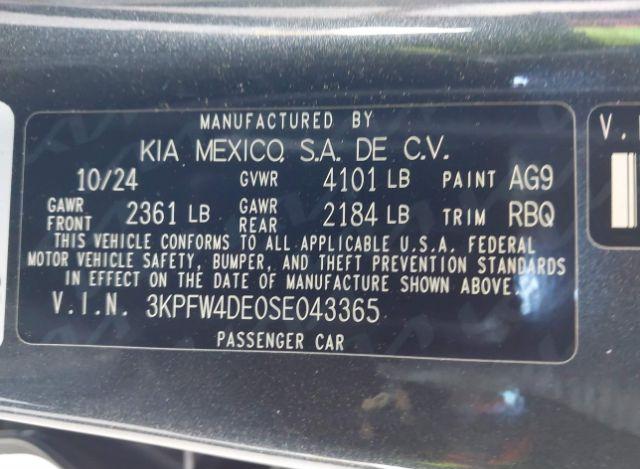 MANUFACTURED BY
KIA MEXICO, S.A. DE C.V.
10/24 GVWR 4101 LB PAINT AG9
GAWR FRONT 2361 LB GAWR REAR 2184 LB TRIM RBQ
THIS VEHICLE CONFORMS TO ALL APPLICABLE U.S.A. FEDERAL
MOTOR VEHICLE SAFETY, BUMPER, AND THEFT PREVENTION STANDARDS
IN EFFECT ON THE DATE OF MANUFACTURE SHOWN ABOVE.
V.I.N. 3KPFW4DE0SE043365
PASSENGER CAR
V.